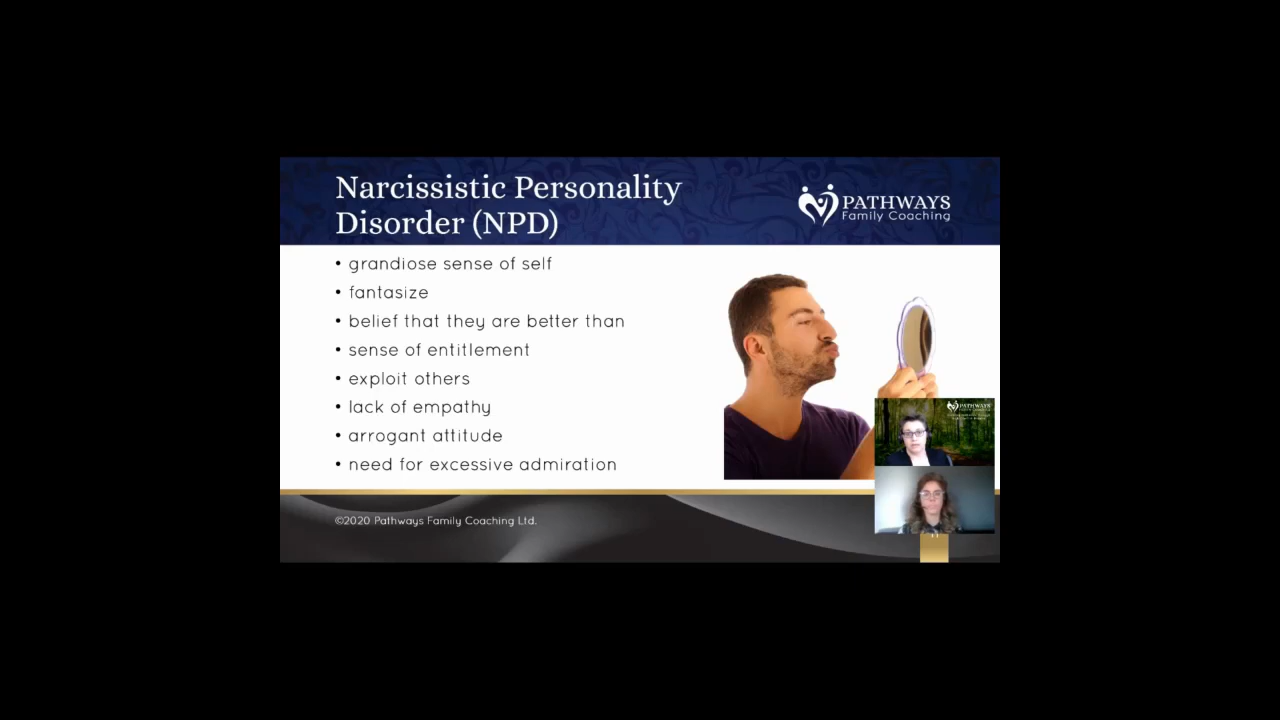 Narcissistic Personality
Disorder (NPD)
PATHWAYS
Family Coaching
• grandiose sense of self
• fantasize
• belief that they are better than
• sense of entitlement
• exploit others
• lack of empathy
• arrogant attitude
• need for excessive admiration
PATHWAYS
©2020 Pathways Family Coaching Ltd.